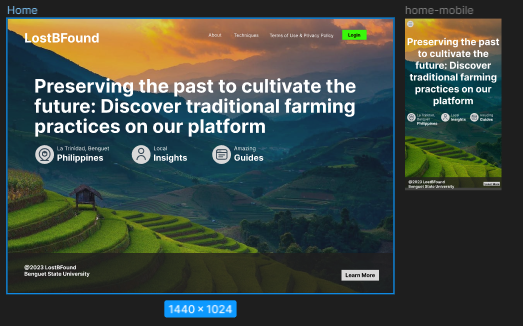 Home
home-mobile
LostBFound
About
Techniques
Terms of Use & Privacy Policy
Login
Preserving the past to cultivate the
future: Discover traditional farming
practices on our platform
La Trinidad, Benguet
Philippines
Local
Insights
Amazing
Guides
@2023 LostBFound
Benguet State University
Learn More
1440 × 1024
Preserving the past
to cultivate the
future: Discover
traditional farming
practices on our
platform
La Trinidad,
Benguet
Philippines
Local
Insights
Amazing
Guides
@2023 LostBFound
Benguet State University
Learn More